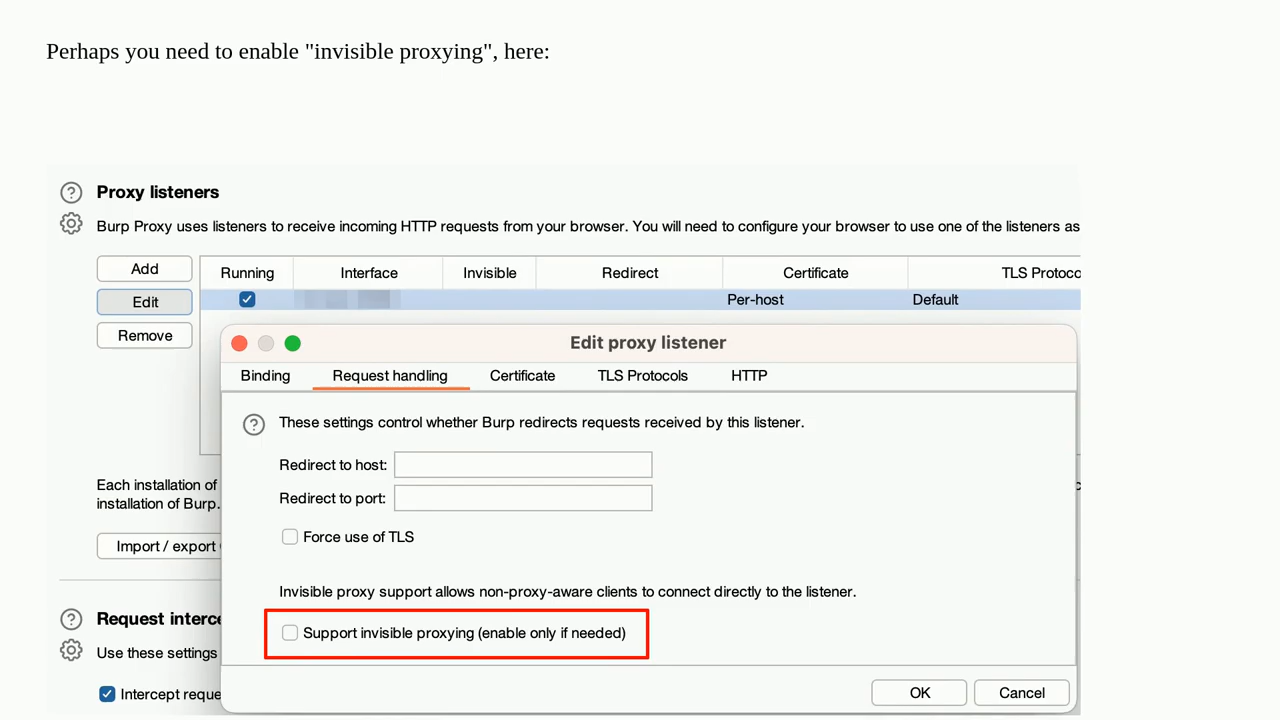 Perhaps you need to enable "invisible proxying", here:
Proxy listeners
Burp Proxy uses listeners to receive incoming HTTP requests from your browser. You will need to configure your browser to use one of the listeners as
Add
Running Interface Invisible Redirect Certificate TLS Protoco
Edit
Per-host Default
Remove
Edit proxy listener
Binding Request handling Certificate TLS Protocols HTTP
These settings control whether Burp redirects requests received by this listener.
Redirect to host:
Each installation of
Redirect to port:
installation of Burp.
Force use of TLS
Import / export
Invisible proxy support allows non-proxy-aware clients to connect directly to the listener.
Request interce
Support invisible proxying (enable only if needed)
Use these settings
Intercept reque
OK Cancel